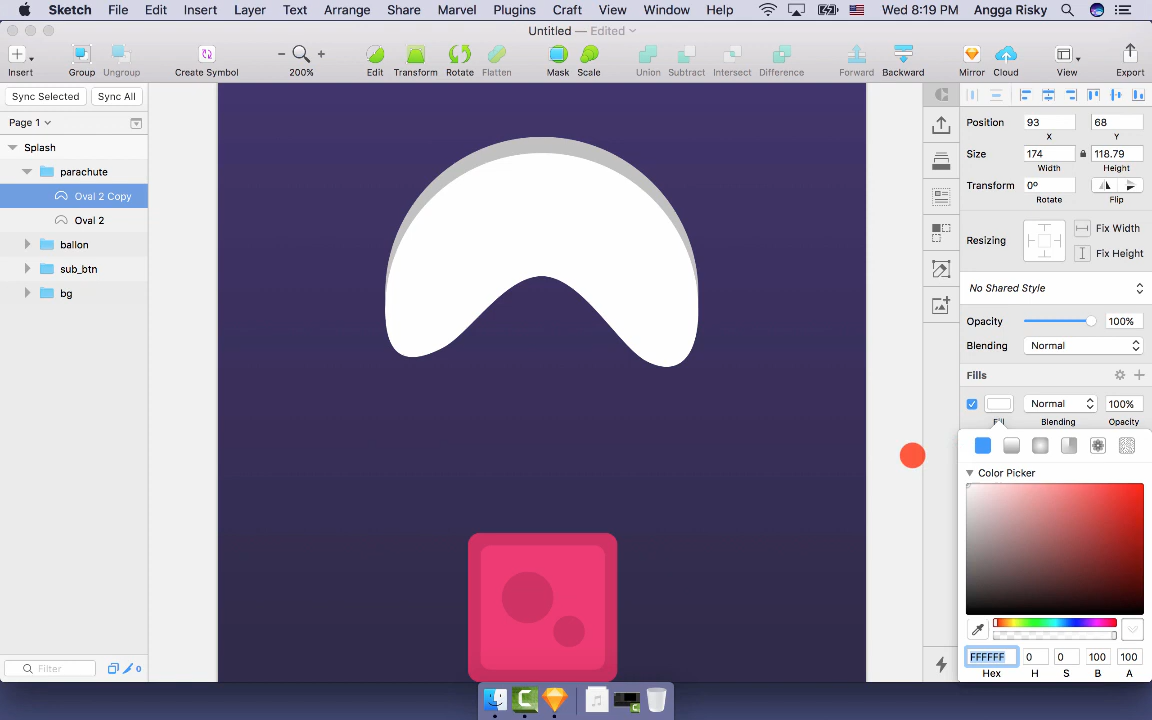 Sketch File Edit Insert Layer Text Arrange Share Marvel Plugins Craft View Window Help Wed 8:19 PM Angga Risky
Untitled — Edited
Insert Group Ungroup Create Symbol 200% Edit Transform Rotate Flatten Mask Scale Union Subtract Intersect Difference Forward Backward Mirror Cloud View Export
Sync Selected Sync All
Page 1
Splash
parachute
Oval 2 Copy
Oval 2
ballon
sub_btn
bg
Filter 0
Position 93 68
X Y
Size 174 118.79
Width Height
Transform 0º
Rotate Flip
Resizing Fix Width
Fix Height
No Shared Style
Opacity 100%
Blending Normal
Fills
Normal 100%
Fill Blending Opacity
Color Picker
FFFFFF 0 0 100 100
Hex H S B A